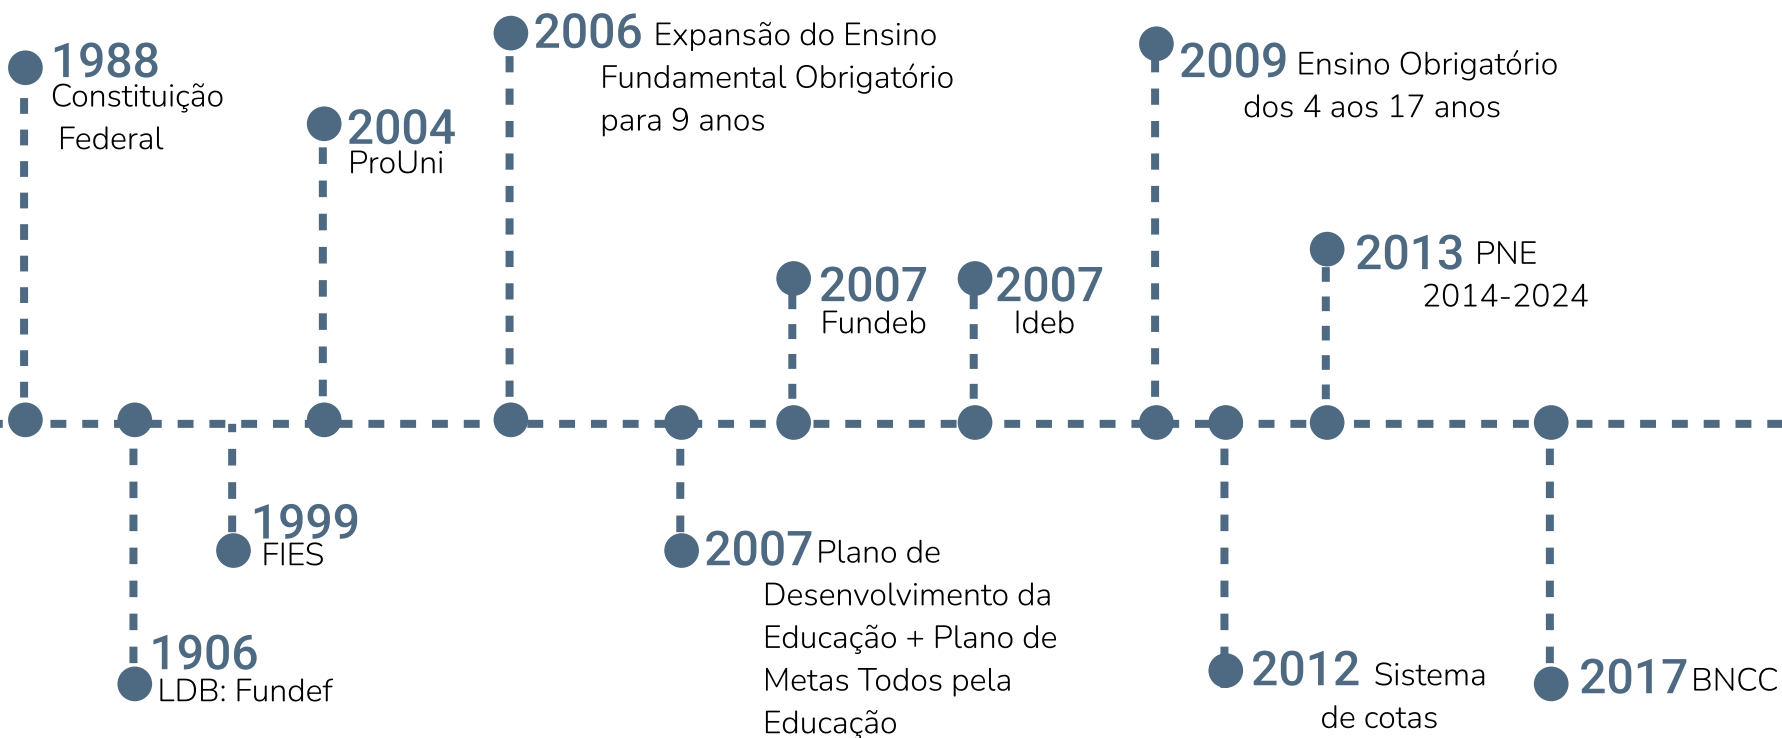 1988
Constituição
Federal
1906
LDB: Fundef
1999
FIES
2004
ProUni
2006 Expansão do Ensino
Fundamental Obrigatório
para 9 anos
2007 Plano de
Desenvolvimento da
Educação + Plano de
Metas Todos pela
Educação
2007
Fundeb
2007
Ideb
2009 Ensino Obrigatório
dos 4 aos 17 anos
2012 Sistema
de cotas
2013 PNE
2014-2024
2017 BNCC